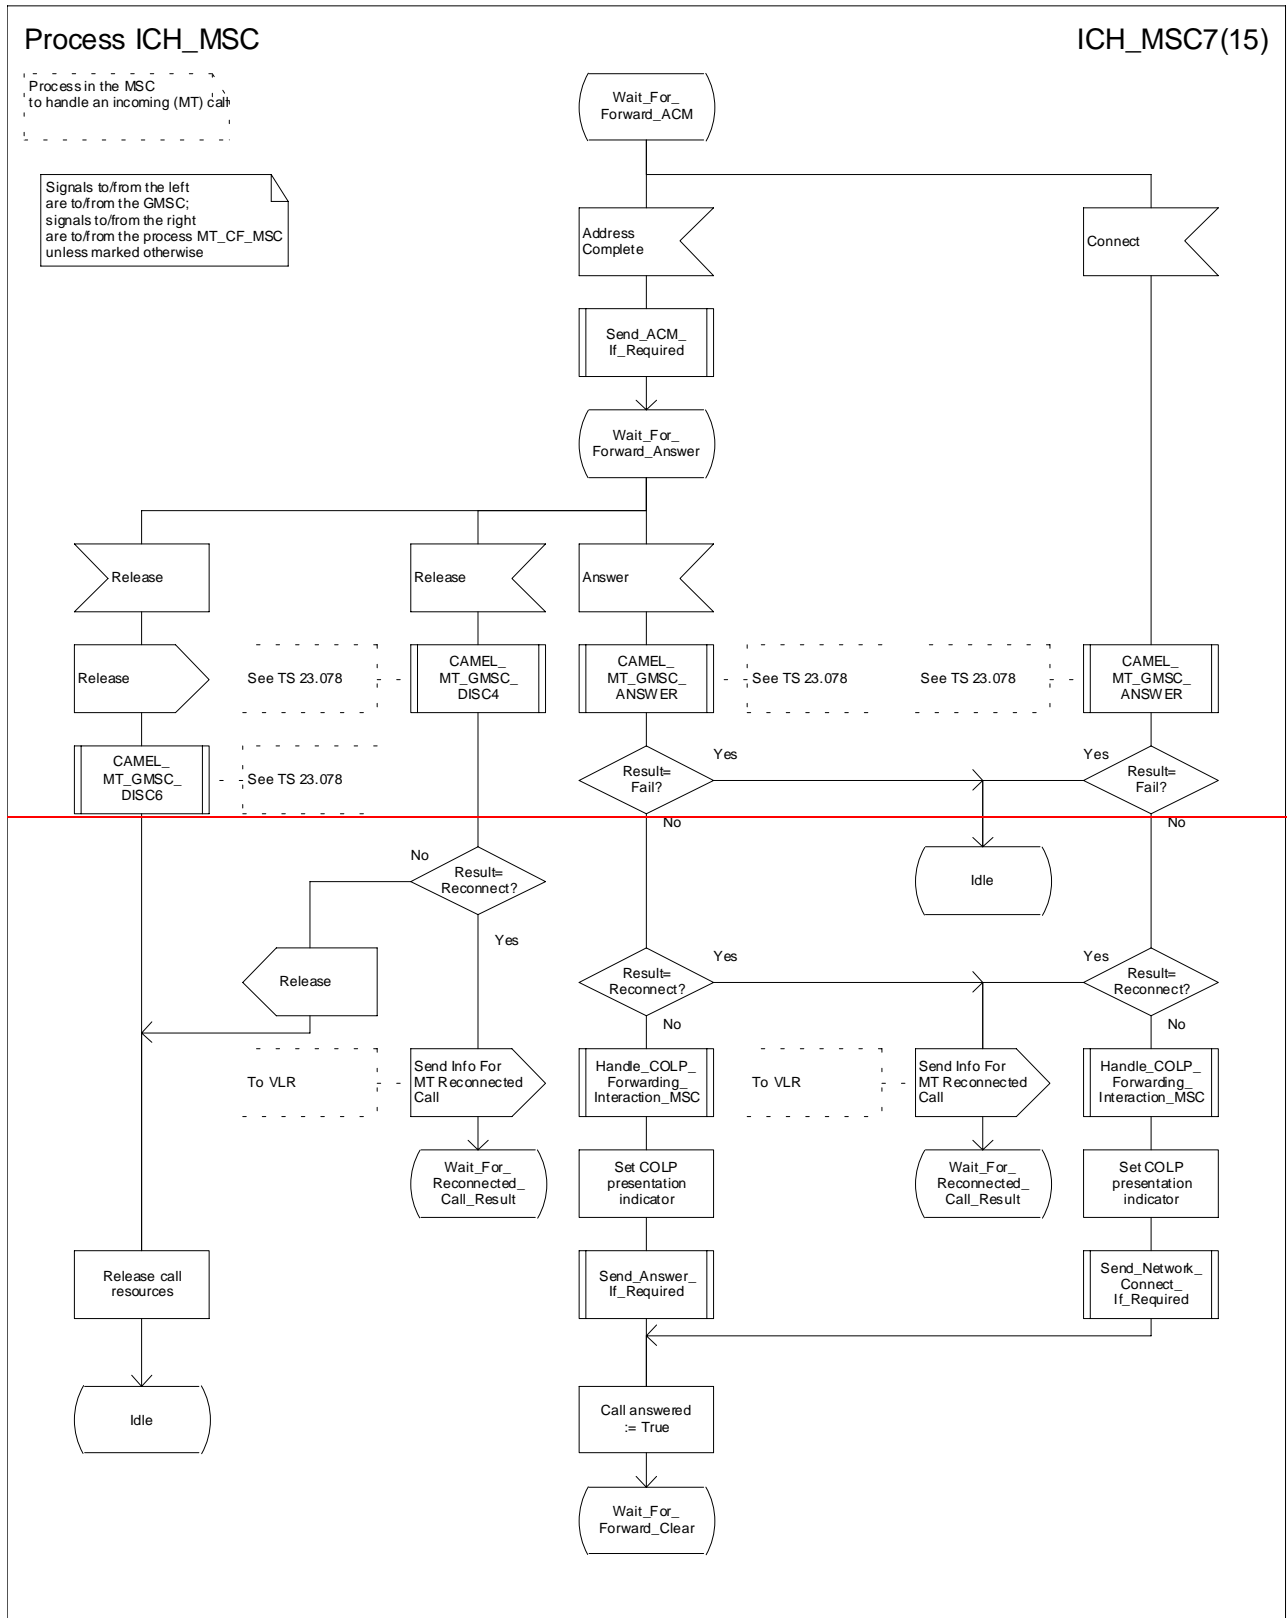 Process ICH_MSC
ICH_MSC7(15)
Process in the MSC
to handle an incoming (MT) call
Signals to/from the left
are to/from the GMSC;
signals to/from the right
are to/from the process MT_CF_MSC
unless marked otherwise
Wait_For_
Forward_ACM
Address
Complete
Connect
Send_ACM_
If_Required
Wait_For_
Forward_Answer
Release
Release
Answer
Release
See TS 23.078
CAMEL_
MT_GMSC_
DISC4
CAMEL_
MT_GMSC_
ANSWER
See TS 23.078
See TS 23.078
CAMEL_
MT_GMSC_
ANSWER
CAMEL_
MT_GMSC_
DISC6
See TS 23.078
Result=
Fail?
Yes
Yes
Result=
Fail?
No
No
No
Result=
Reconnect?
Idle
Yes
Release
Result=
Reconnect?
Yes
Yes
Result=
Reconnect?
No
No
To VLR
Send Info For
MT Reconnected
Call
Handle_COLP_
Forwarding_
Interaction_MSC
To VLR
Send Info For
MT Reconnected
Call
Handle_COLP_
Forwarding_
Interaction_MSC
Wait_For_
Reconnected_
Call_Result
Set COLP
presentation
indicator
Wait_For_
Reconnected_
Call_Result
Set COLP
presentation
indicator
Release call
resources
Send_Answer_
If_Required
Send_Network_
Connect_
If_Required
Idle
Call answered
:= True
Wait_For_
Forward_Clear